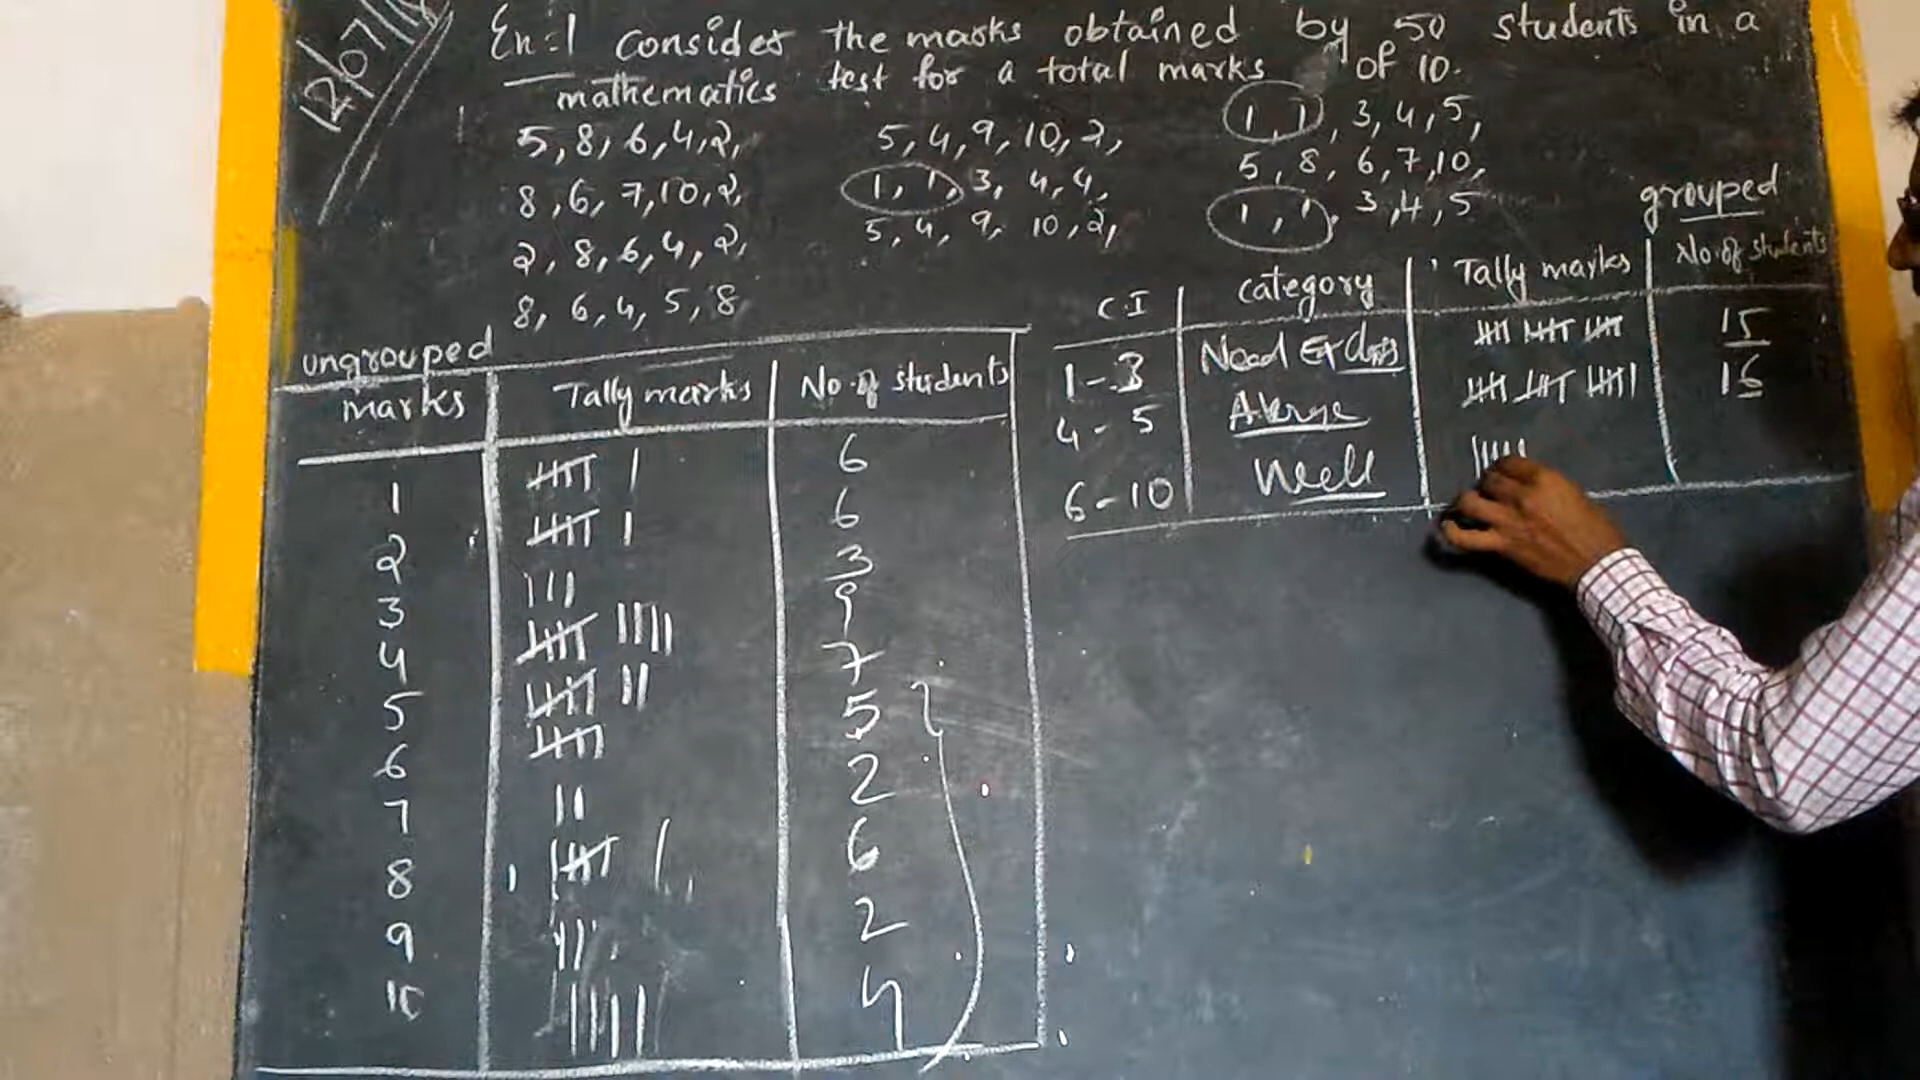 12/07/1
En:1 Consider the marks obtained by 50 students in a
mathematics test for a total marks of 10.
5, 8, 6, 4, 2,
8, 6, 7, 10, 2,
2, 8, 6, 4, 2,
8, 6, 4, 5, 8
5, 4, 9, 10, 2,
1, 1, 3, 4, 4,
5, 4, 9, 10, 2,
1, 1, 3, 4, 5,
5, 8, 6, 7, 10,
1, 1, 3, 4, 5
ungrouped
marks Tally marks No. of students
1 6
2 6
3 3
4 9
5 7
6 5
7 2
8 6
9 2
10 4
grouped
C.I category Tally marks No. of students
1 - 3 Need 15
4 - 5 16
6 - 10 Well